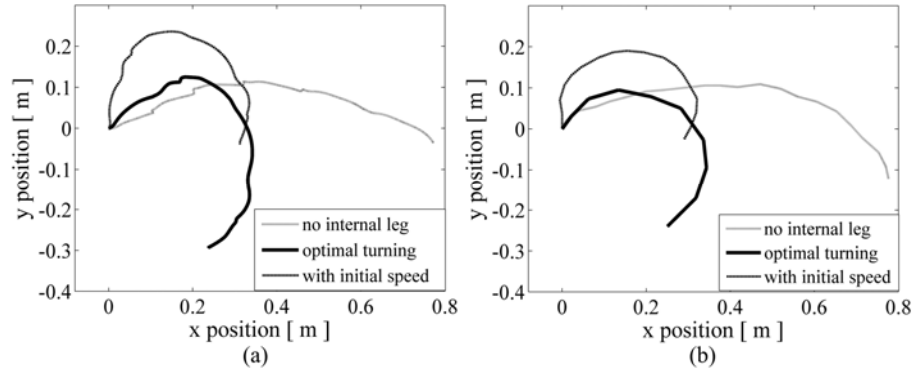 0.2
0.1
0
-0.1
-0.2
-0.3
-0.4
y position [ m ]
no internal leg
optimal turning
with initial speed
0 0.2 0.4 0.6 0.8
x position [ m ]
(a)
0.2
0.1
0
-0.1
-0.2
-0.3
-0.4
y position [ m ]
no internal leg
optimal turning
with initial speed
0 0.2 0.4 0.6 0.8
x position [ m ]
(b)